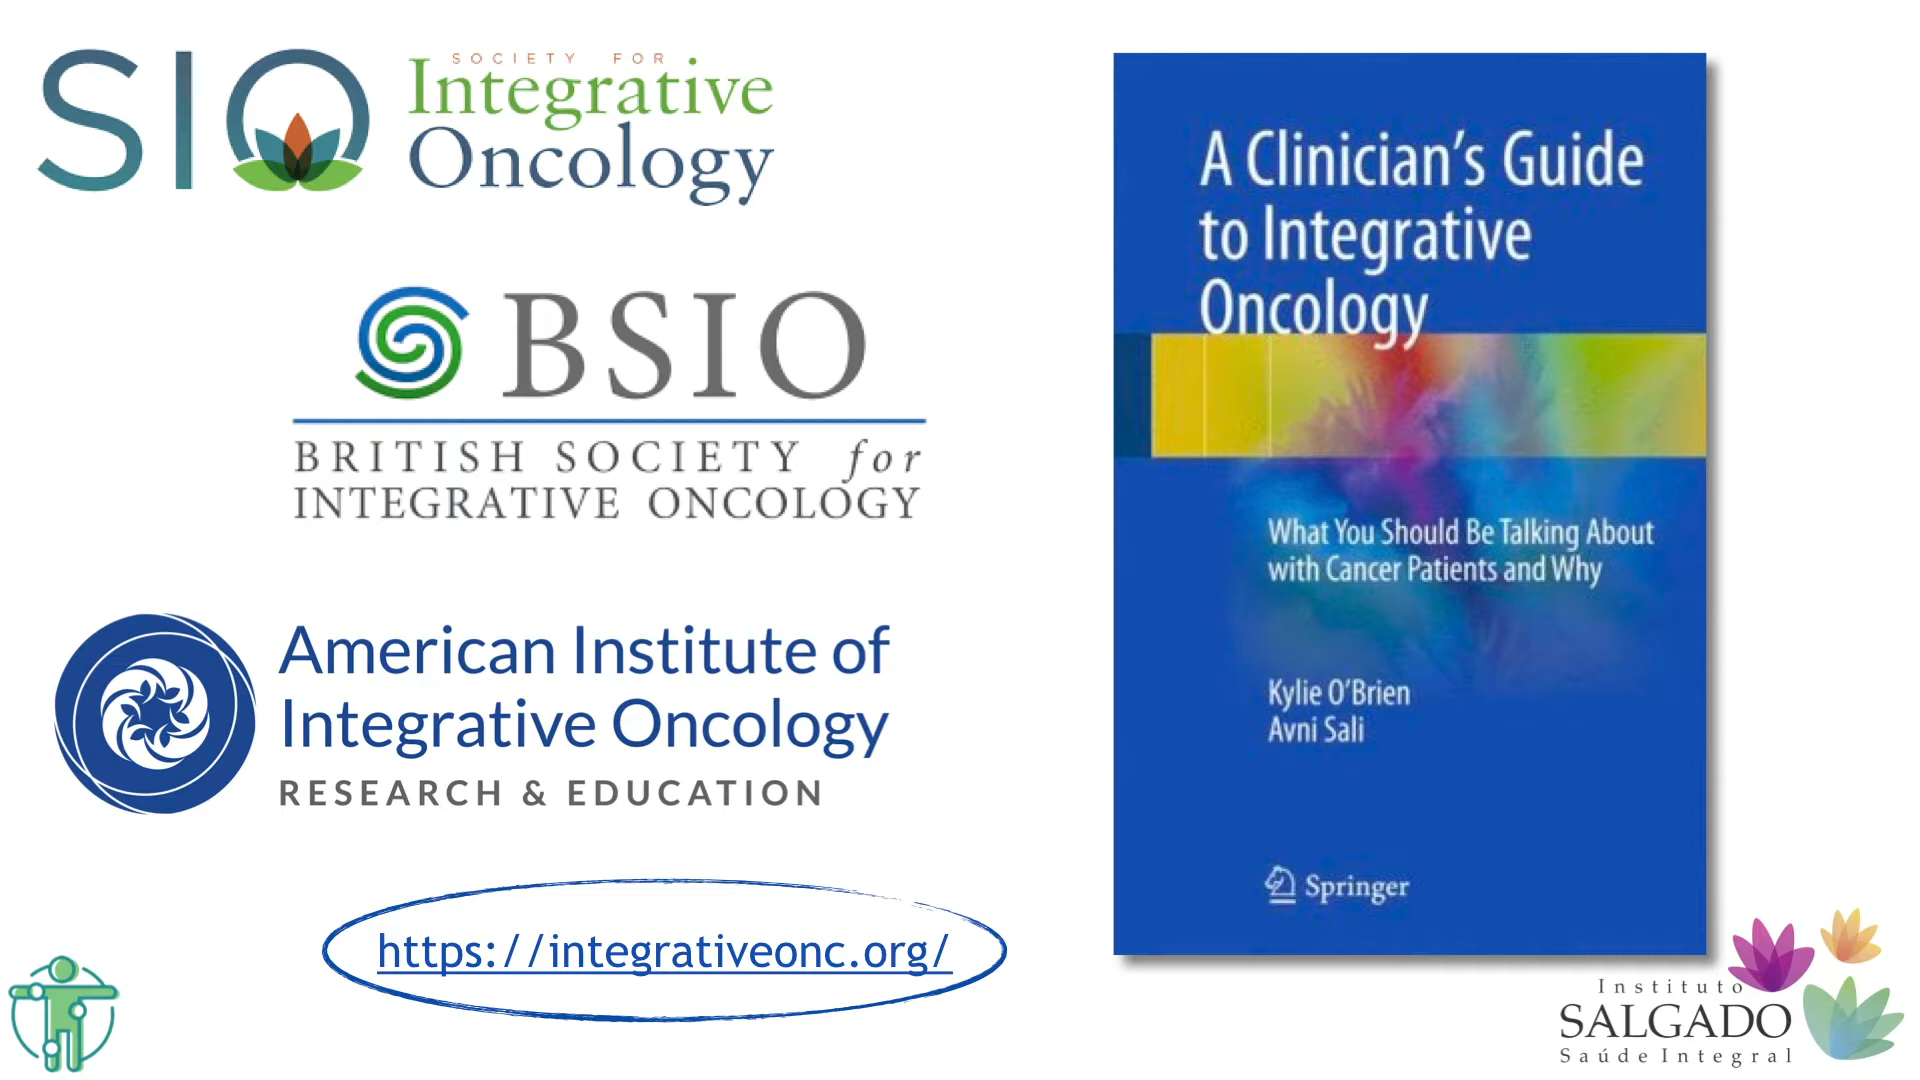 SIO
SOCIETY FOR
Integrative
Oncology
BSIO
BRITISH SOCIETY for
INTEGRATIVE ONCOLOGY
American Institute of
Integrative Oncology
RESEARCH & EDUCATION
https://integrativeonc.org/
A Clinician's Guide
to Integrative
Oncology
What You Should Be Talking About
with Cancer Patients and Why
Kylie O'Brien
Avni Sali
Springer
Instituto
SALGADO
Saúde Integral